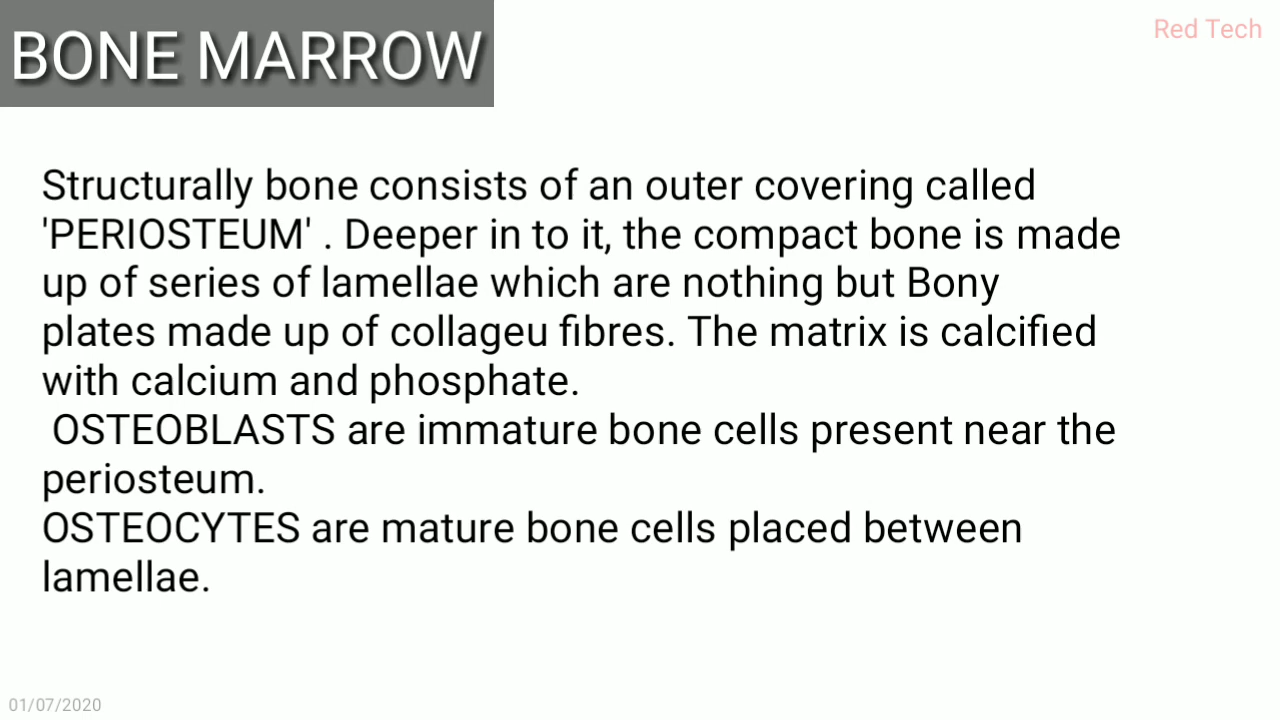 BONE MARROW
Red Tech
Structurally bone consists of an outer covering called
'PERIOSTEUM' . Deeper in to it, the compact bone is made
up of series of lamellae which are nothing but Bony
plates made up of collageu fibres. The matrix is calcified
with calcium and phosphate.
OSTEOBLASTS are immature bone cells present near the
periosteum.
OSTEOCYTES are mature bone cells placed between
lamellae.
01/07/2020